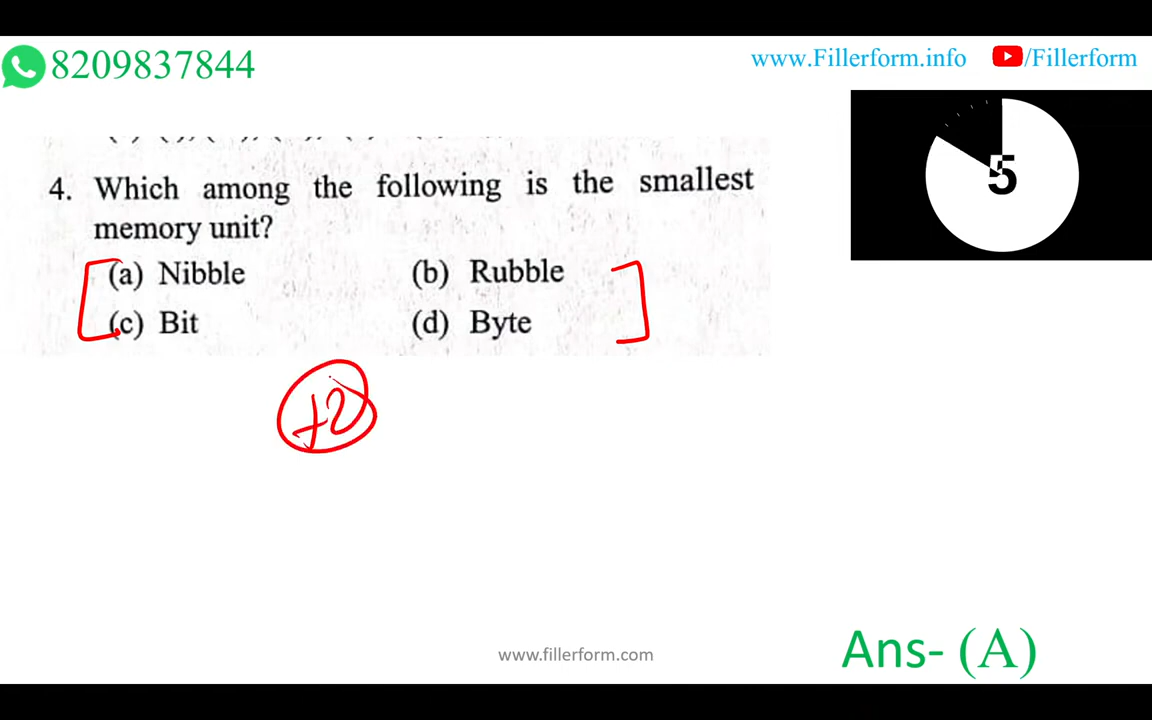 8209837844
www.Fillerform.info
/Fillerform
5
4. Which among the following is the smallest
memory unit?
(a) Nibble (b) Rubble
(c) Bit (d) Byte
+2
Ans- (A)
www.fillerform.com